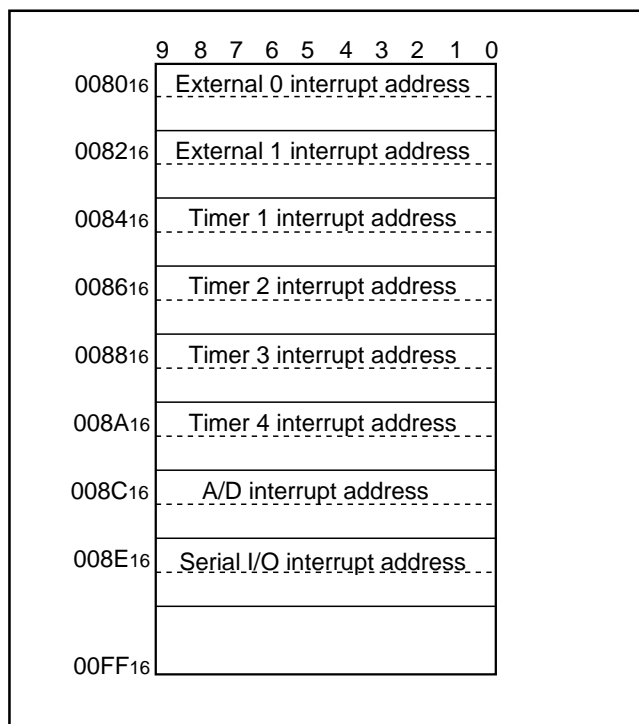 9 8 7 6 5 4 3 2 1 0
008016 External 0 interrupt address
008216 External 1 interrupt address
008416 Timer 1 interrupt address
008616 Timer 2 interrupt address
008816 Timer 3 interrupt address
008A16 Timer 4 interrupt address
008C16 A/D interrupt address
008E16 Serial I/O interrupt address
00FF16